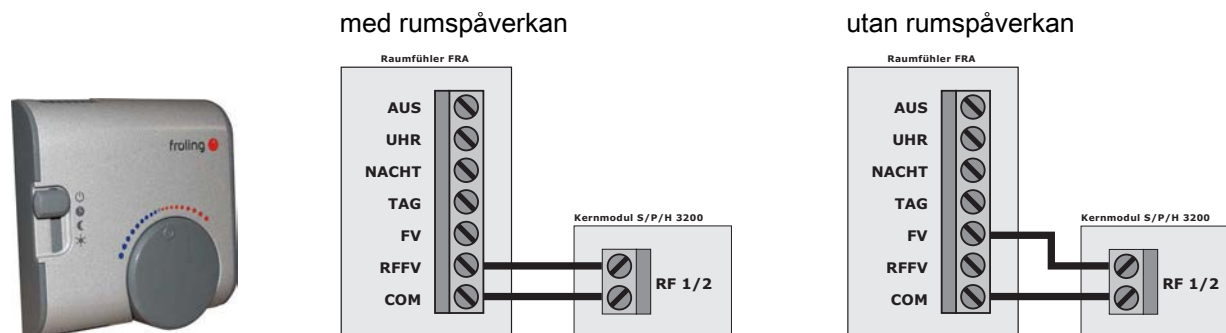 med rumspåverkan
utan rumspåverkan
froling
Raumfühler FRA
AUS
UHR
NACHT
TAG
FV
RFFV
COM
Kernmodul S/P/H 3200
RF 1/2
Raumfühler FRA
AUS
UHR
NACHT
TAG
FV
RFFV
COM
Kernmodul S/P/H 3200
RF 1/2